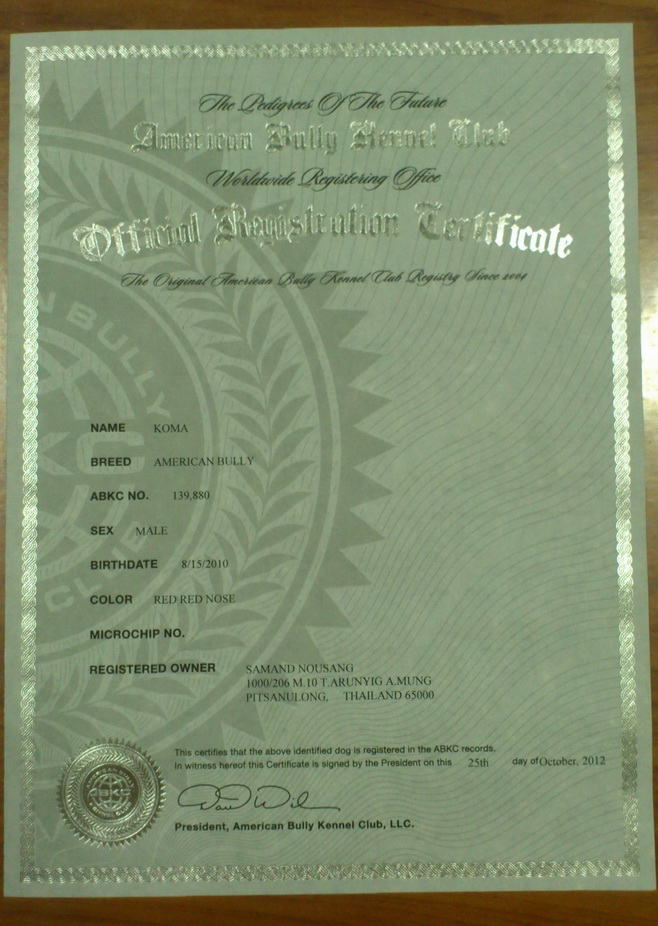 The Pedigrees Of The Future
American Bully Kennel Club
Worldwide Registering Office
Official Registration Certificate
The Original American Bully Kennel Club Registry Since 2004
N BULLY
KC
CLU
NAME KOMA
BREED AMERICAN BULLY
ABKC NO. 139,880
SEX MALE
BIRTHDATE 8/15/2010
COLOR RED RED NOSE
MICROCHIP NO.
REGISTERED OWNER SAMAND NOUSANG
1000/206 M.10 T.ARUNYIG A.MUNG
PITSANULONG, THAILAND 65000
This certifies that the above identified dog is registered in the ABKC records.
In witness hereof this Certificate is signed by the President on this 25th day of October, 2012
ABKC
President, American Bully Kennel Club, LLC.